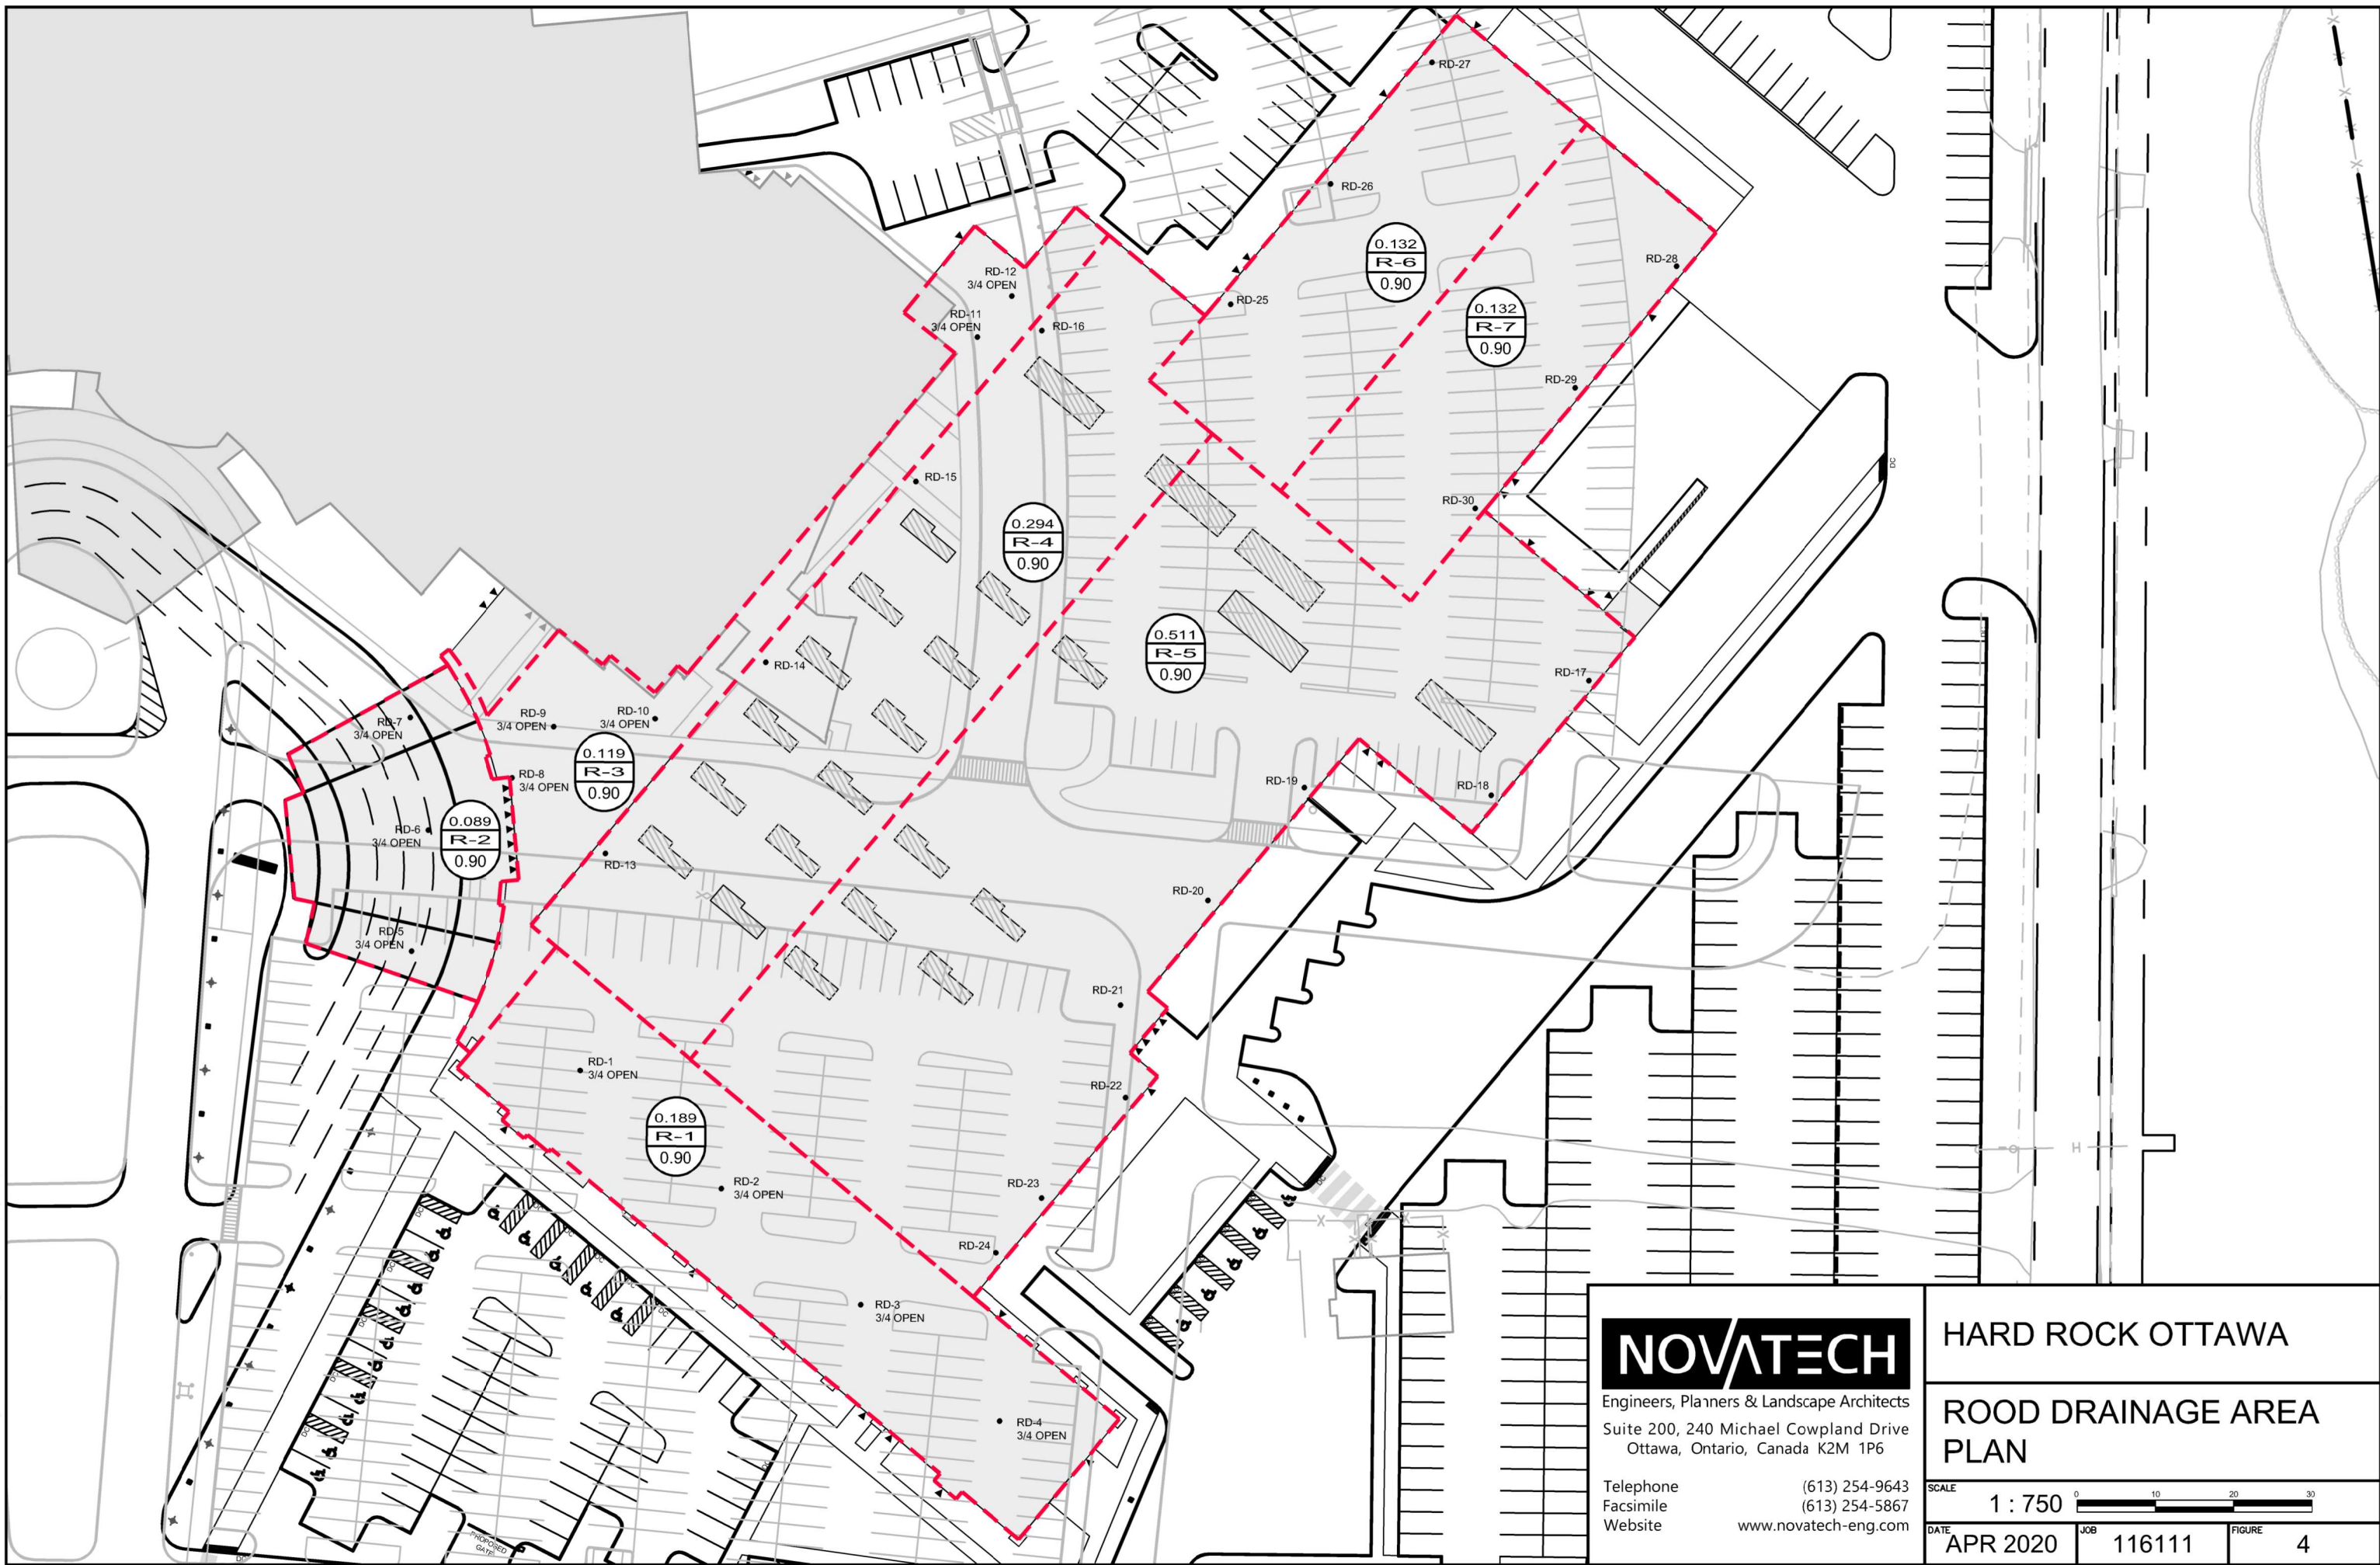 RD-27
RD-26
RD-12
3/4 OPEN
0.132
R-6
0.90
RD-28
RD-11
3/4 OPEN
RD-16
RD-25
0.132
R-7
0.90
RD-29
RD-15
RD-30
DC
0.294
R-4
0.90
0.511
R-5
0.90
RD-14
RD-17
RD-7
3/4 OPEN
RD-9
3/4 OPEN
RD-10
3/4 OPEN
RD-8
3/4 OPEN
0.119
R-3
0.90
RD-19
RD-18
RD-6
3/4 OPEN
0.089
R-2
0.90
RD-13
RD-20
RD-5
3/4 OPEN
RD-21
RD-1
3/4 OPEN
RD-22
0.189
R-1
0.90
RD-2
3/4 OPEN
RD-23
RD-24
RD-3
3/4 OPEN
RD-4
3/4 OPEN
PROPOSED
GATE
NOVATECH
Engineers, Planners & Landscape Architects
Suite 200, 240 Michael Cowpland Drive
Ottawa, Ontario, Canada K2M 1P6
Telephone (613) 254-9643
Facsimile (613) 254-5867
Website www.novatech-eng.com
HARD ROCK OTTAWA
ROOD DRAINAGE AREA
PLAN
SCALE
1 : 750
0 10 20 30
DATE
APR 2020
JOB
116111
FIGURE
4